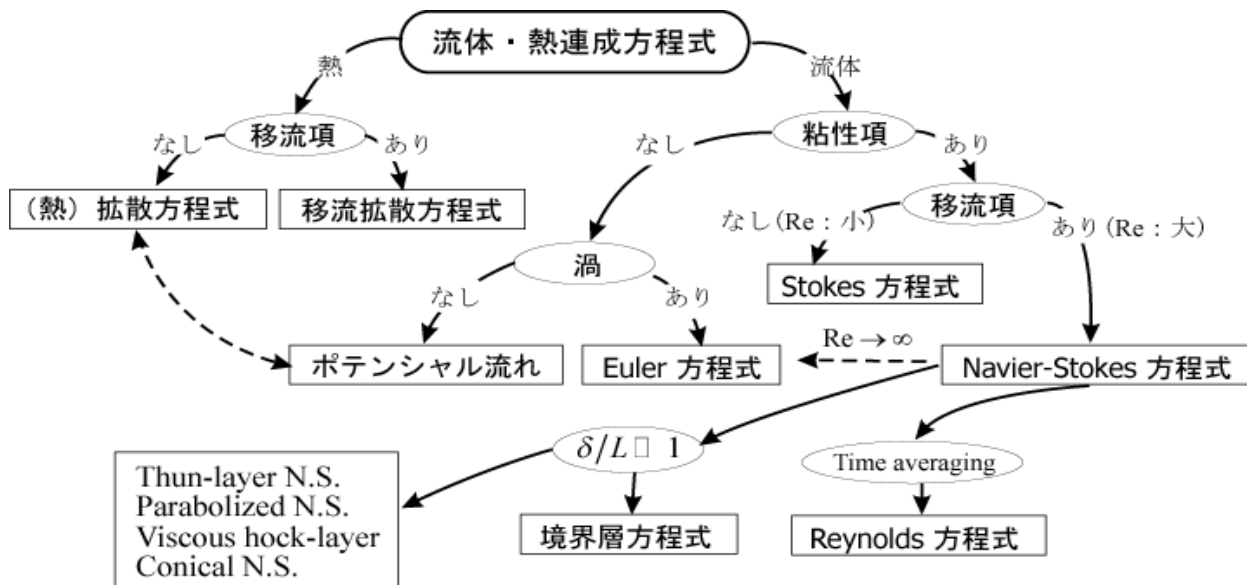 流体・熱連成方程式
熱
流体
移流項
粘性項
なし
あり
なし
あり
(熱) 拡散方程式
移流拡散方程式
移流項
なし(Re : 小)
あり(Re : 大)
渦
Stokes 方程式
なし
あり
Re → ∞
ポテンシャル流れ
Euler 方程式
Navier-Stokes 方程式
δ/L □ 1
Time averaging
Thun-layer N.S.
Parabolized N.S.
Viscous hock-layer
Conical N.S.
境界層方程式
Reynolds 方程式